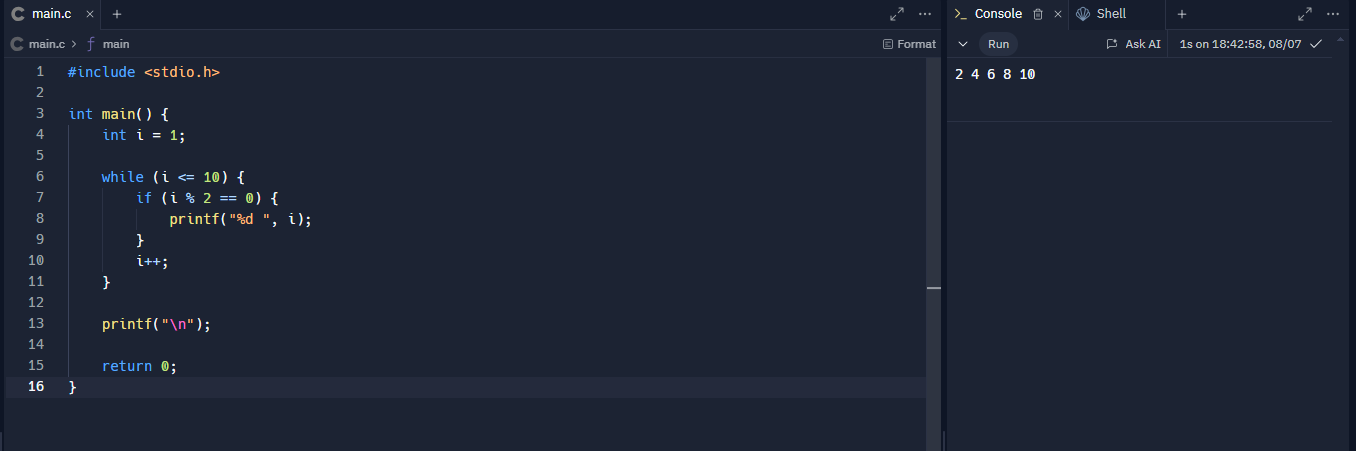 main.c
main.c > main
Format
1 #include <stdio.h>
2
3 int main() {
4     int i = 1;
5
6     while (i <= 10) {
7         if (i % 2 == 0) {
8             printf("%d ", i);
9         }
10         i++;
11     }
12
13     printf("\n");
14
15     return 0;
16 }
Console
Shell
Run
Ask AI
1s on 18:42:58, 08/07
2 4 6 8 10